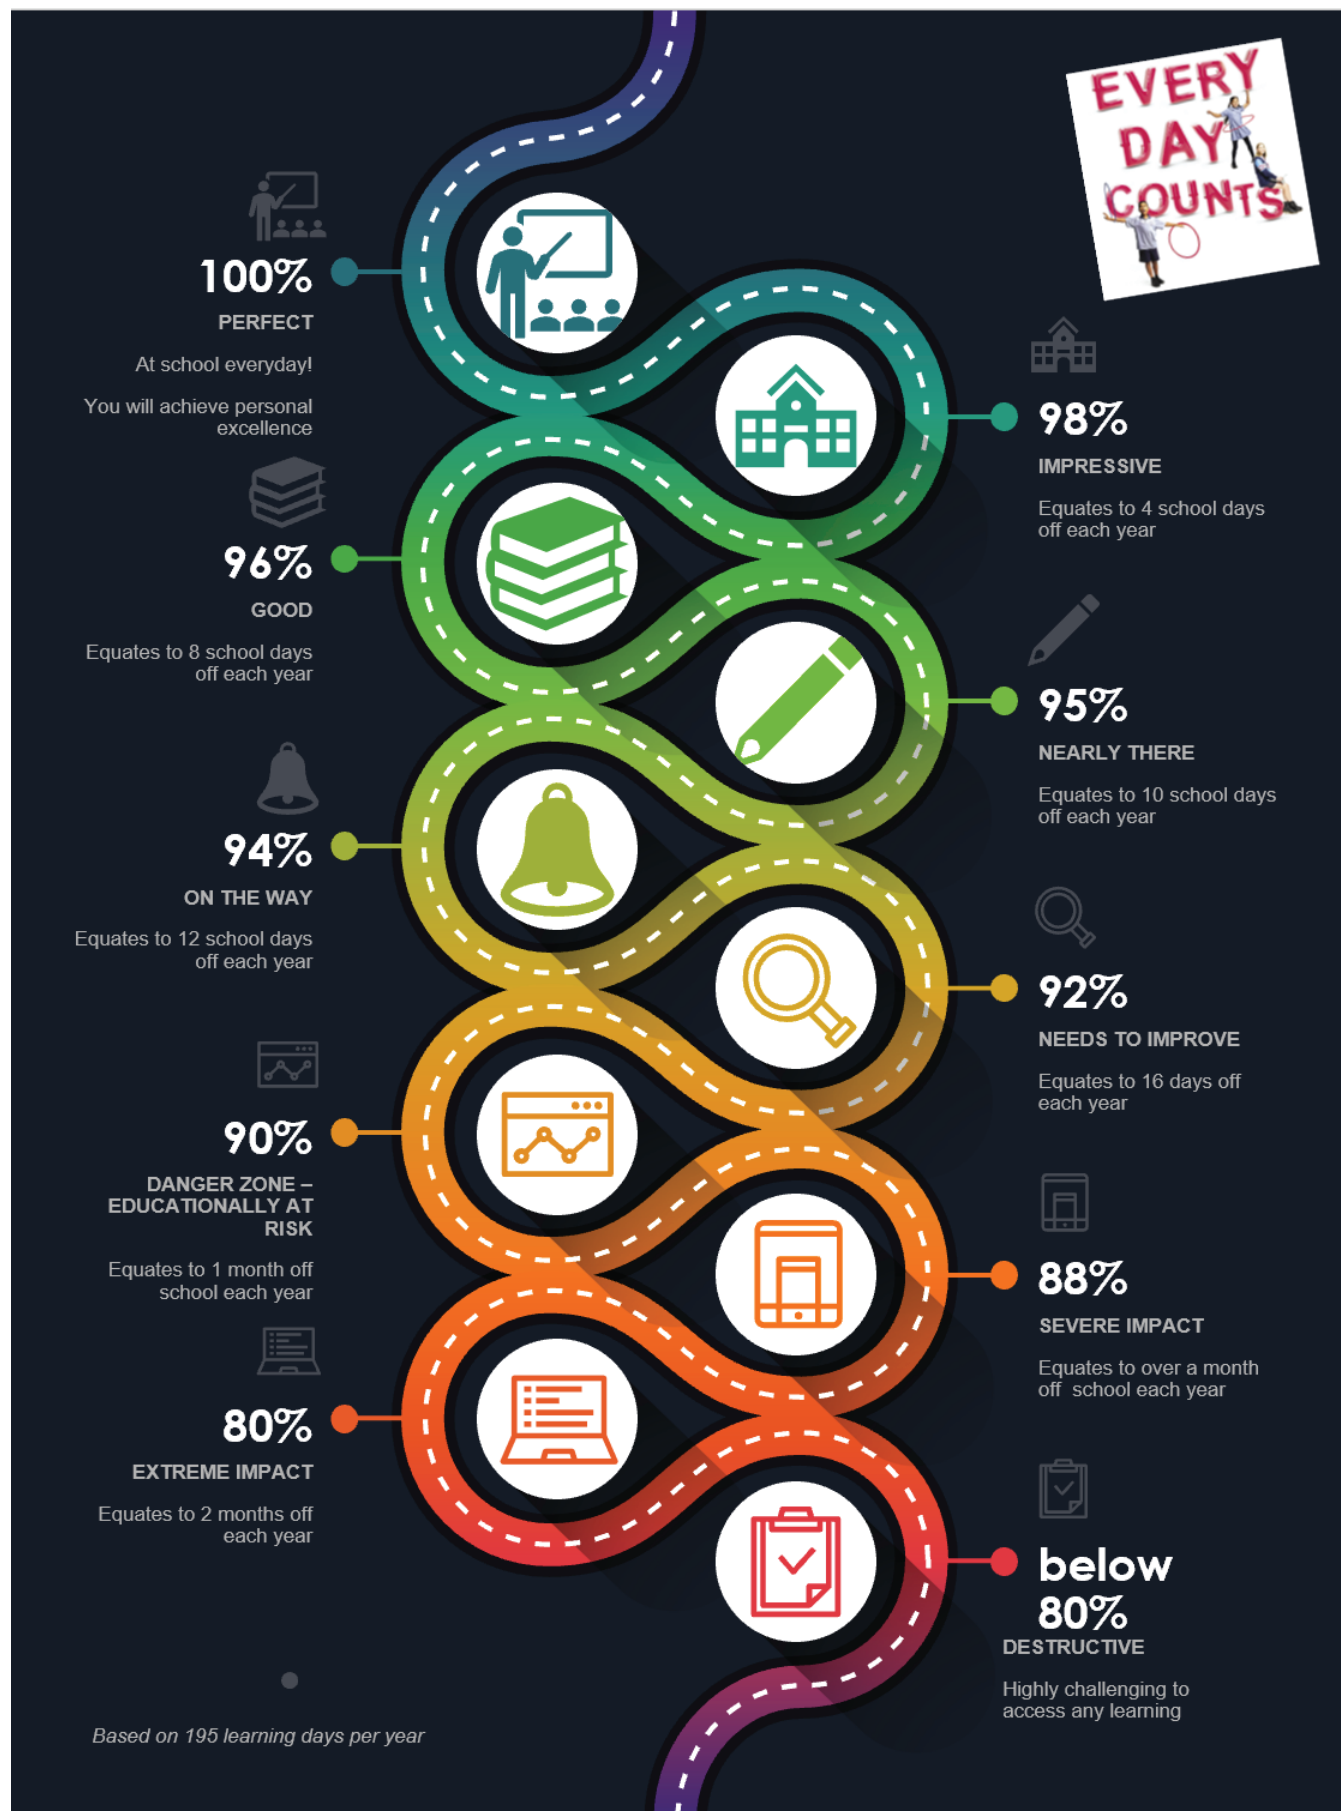 EVERY
DAY
COUNTS
100%
PERFECT
At school everyday!
You will achieve personal
excellence
98%
IMPRESSIVE
Equates to 4 school days
off each year
96%
GOOD
Equates to 8 school days
off each year
95%
NEARLY THERE
Equates to 10 school days
off each year
94%
ON THE WAY
Equates to 12 school days
off each year
92%
NEEDS TO IMPROVE
Equates to 16 days off
each year
90%
DANGER ZONE –
EDUCATIONALLY AT
RISK
Equates to 1 month off
school each year
88%
SEVERE IMPACT
Equates to over a month
off school each year
80%
EXTREME IMPACT
Equates to 2 months off
each year
below
80%
DESTRUCTIVE
Highly challenging to
access any learning
Based on 195 learning days per year